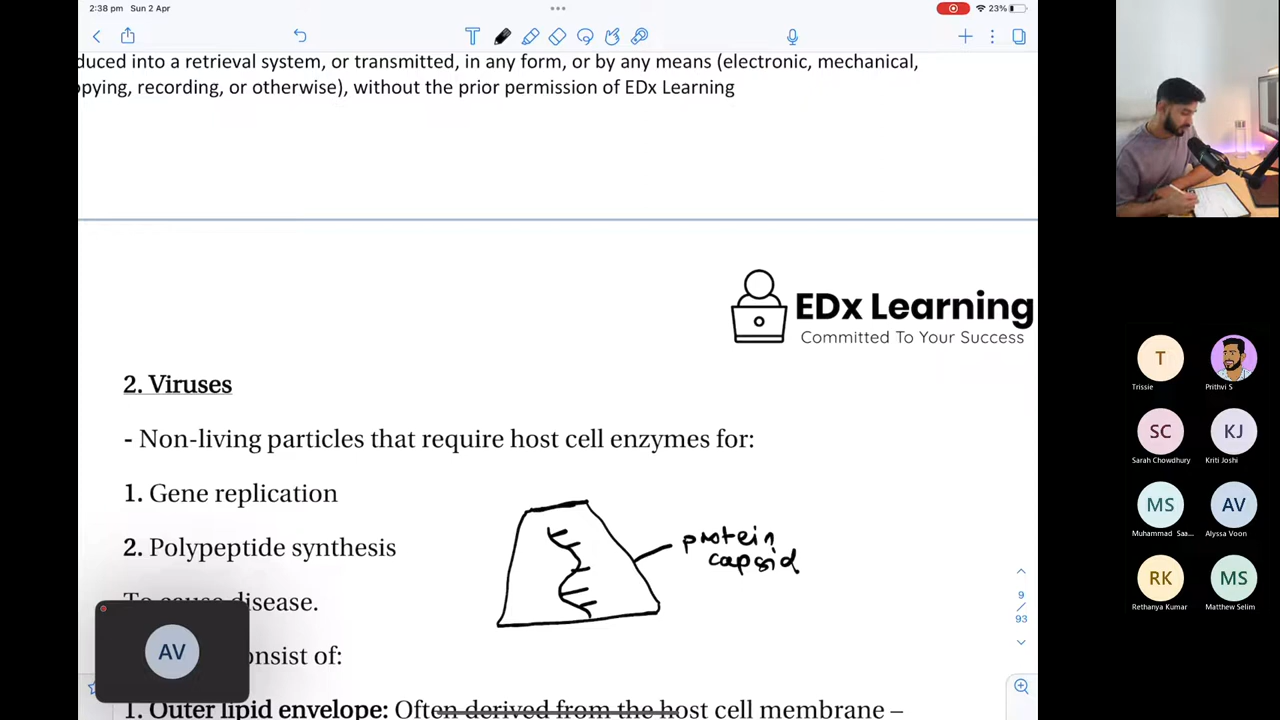 2:38 pm Sun 2 Apr
23%
T
duced into a retrieval system, or transmitted, in any form, or by any means (electronic, mechanical,
opying, recording, or otherwise), without the prior permission of EDx Learning
EDx Learning
Committed To Your Success
2. Viruses
- Non-living particles that require host cell enzymes for:
1. Gene replication
2. Polypeptide synthesis
protein
capsid
To cause disease.
AV
onsist of:
1. Outer lipid envelope: Often derived from the host cell membrane –
9
/
93
T
Trissie
Prithvi S
SC
Sarah Chowdhury
KJ
Kriti Joshi
MS
Muhammad Saa...
AV
Alyssa Voon
RK
Rethanya Kumar
MS
Matthew Selim